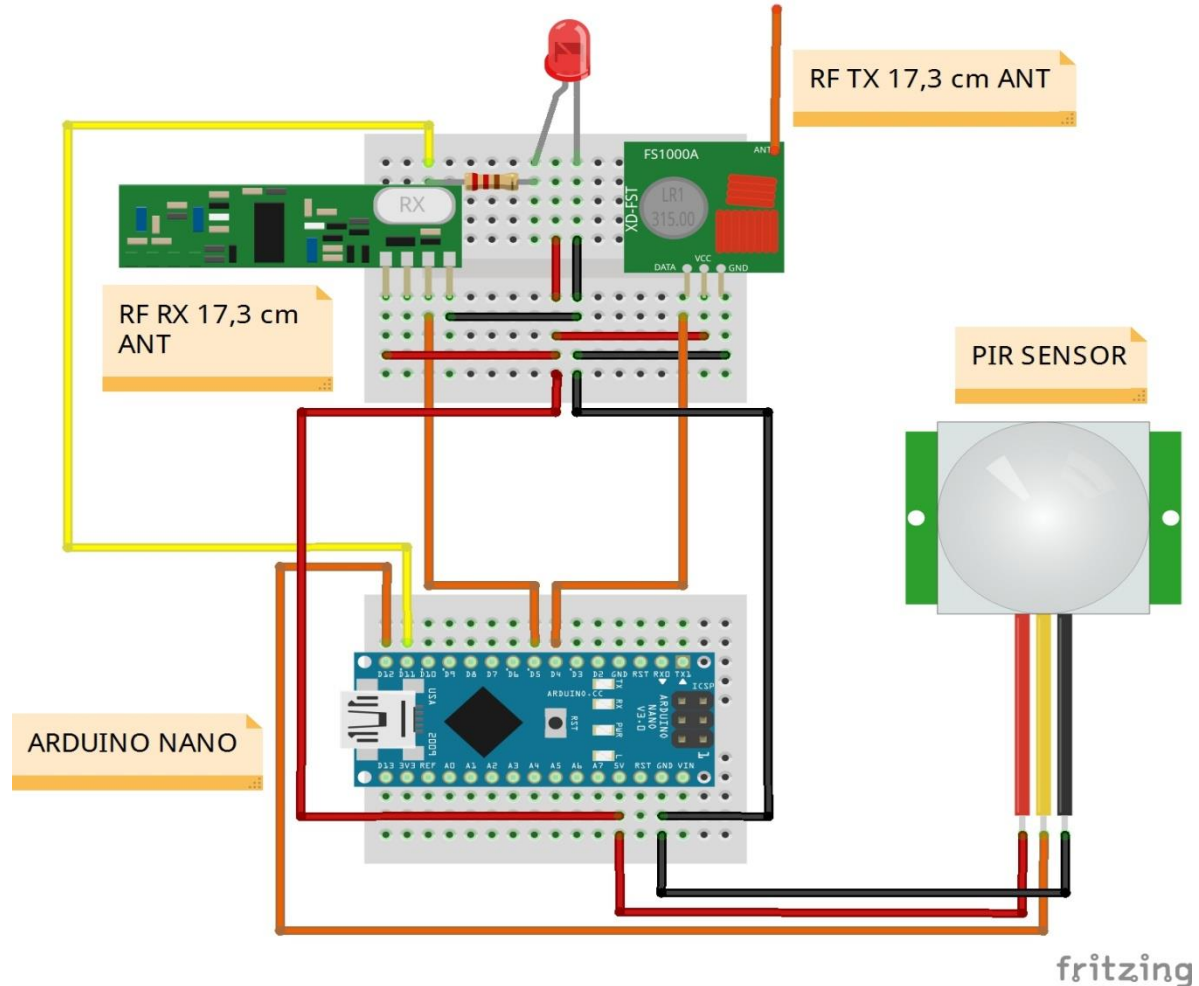 RF TX 17,3 cm ANT
FS1000A
ANT
XD-FST
LR1
315.00
DATA
VCC
GND
RX
RF RX 17,3 cm
ANT
PIR SENSOR
D12 D11 D10 D9 D8 D7 D6 D5 D4 D3 D2 GND RST RX0 TX1
USA
2009
ARDUINO.CC
RST
TX
RX
PWR
L
ARDUINO
NANO
V3.0
ICSP
1
D13 3V3 REF A0 A1 A2 A3 A4 A5 A6 A7 5V RST GND VIN
ARDUINO NANO
fritzing